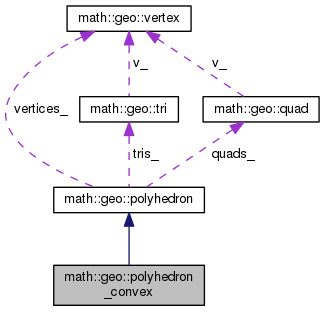 math::geo::vertex
v_
v_
vertices_
math::geo::tri
math::geo::quad
tris_
quads_
math::geo::polyhedron
math::geo::polyhedron
_convex